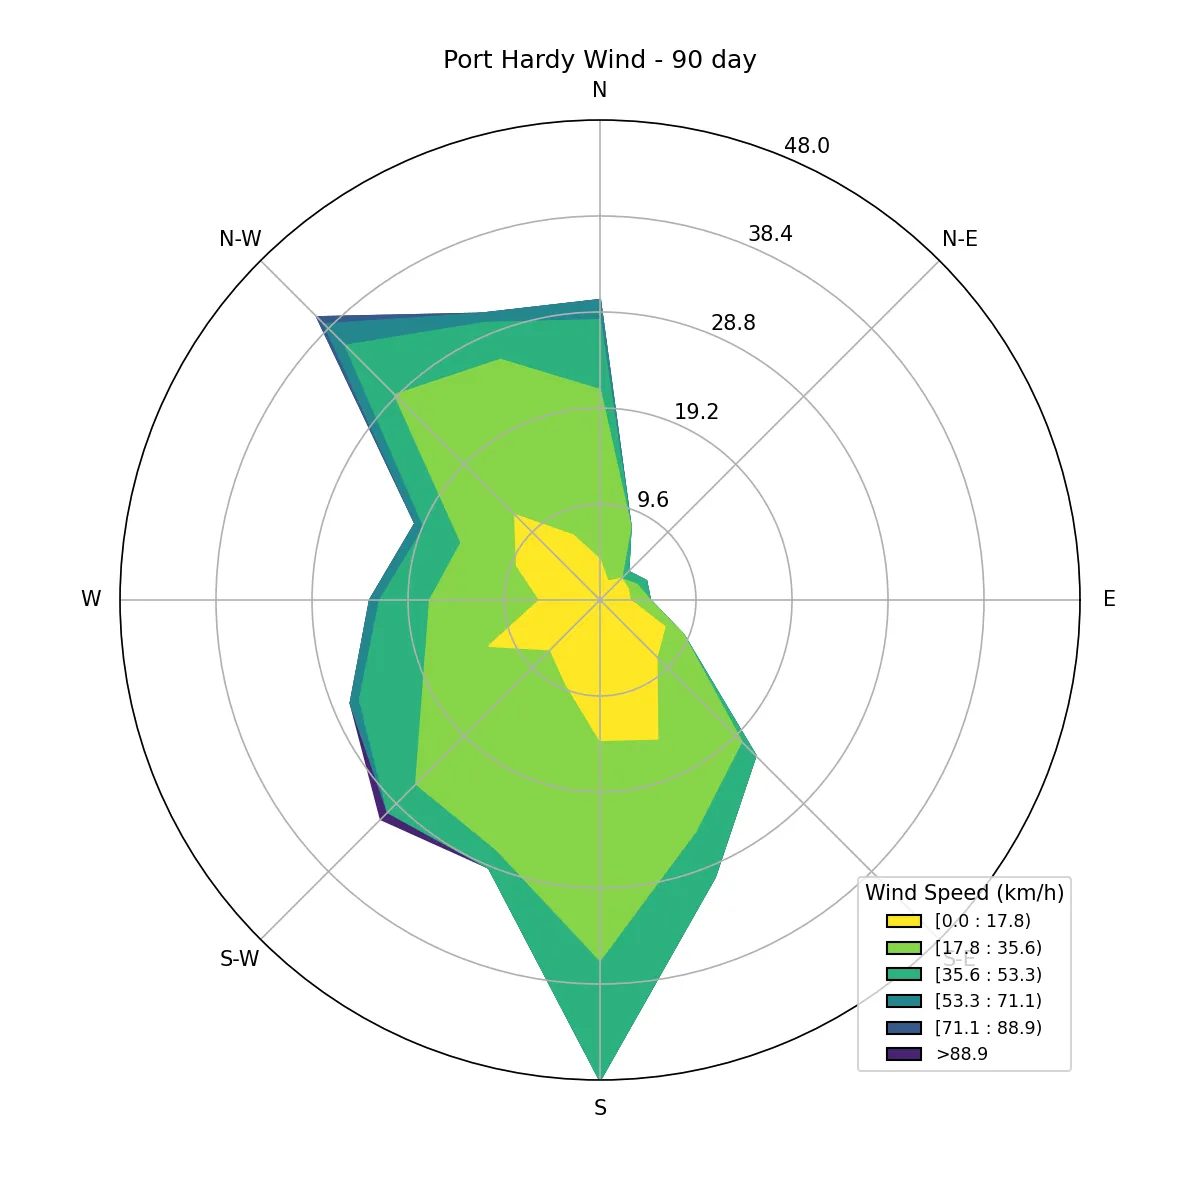 Port Hardy Wind - 90 day
N
48.0
N-W
38.4
N-E
28.8
19.2
9.6
W
E
S-W
S-E
Wind Speed (km/h)
[0.0 : 17.8)
[17.8 : 35.6)
[35.6 : 53.3)
[53.3 : 71.1)
[71.1 : 88.9)
>88.9
S